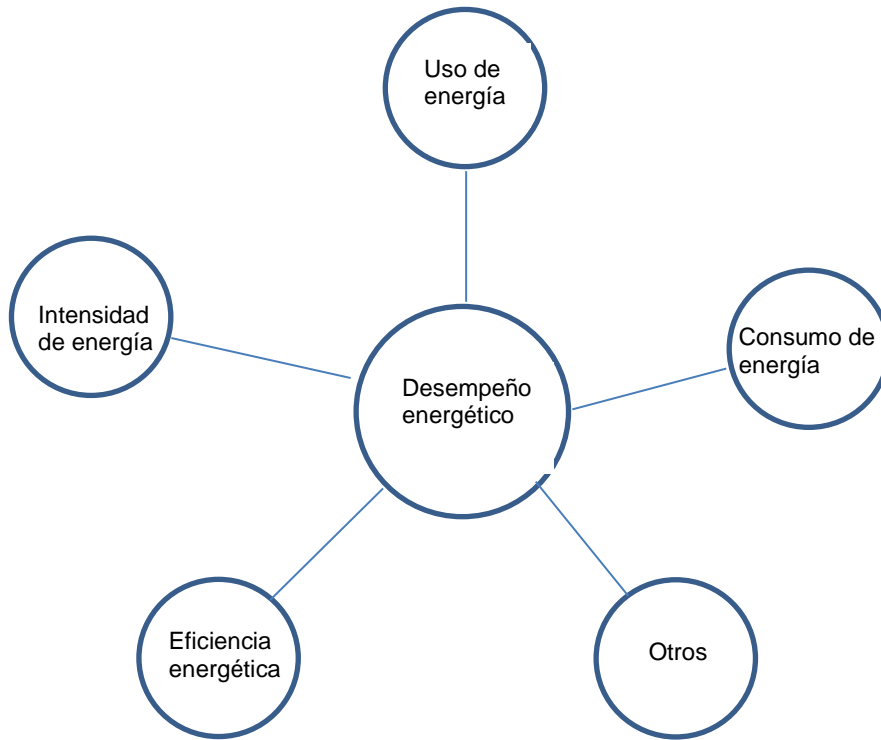 Uso de
energía
Intensidad
de energía
Consumo de
energía
Desempeño
energético
Eficiencia
energética
Otros